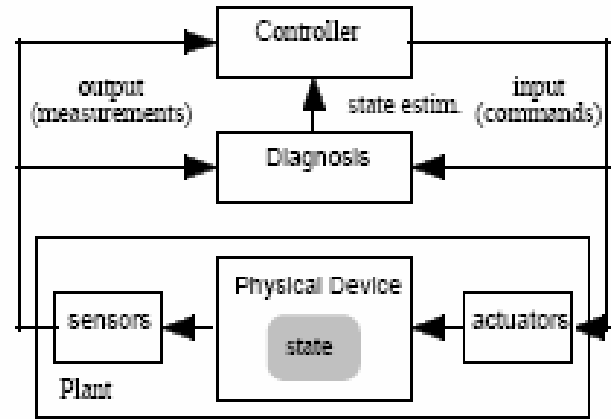 Controller
output
(measurements)
state estim.
input
(commands)
Diagnosis
Physical Device
sensors
state
actuators
Plant